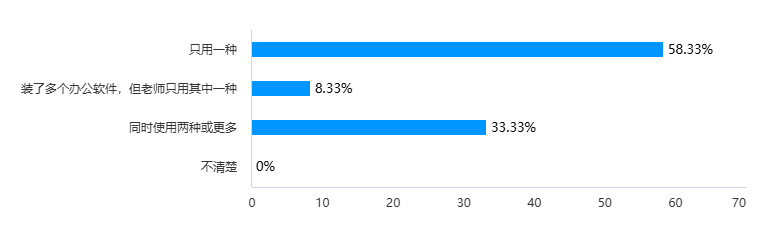 只用一种 58.33%
装了多个办公软件，但老师只用其中一种 8.33%
同时使用两种或更多 33.33%
不清楚 0%
0 10 20 30 40 50 60 70